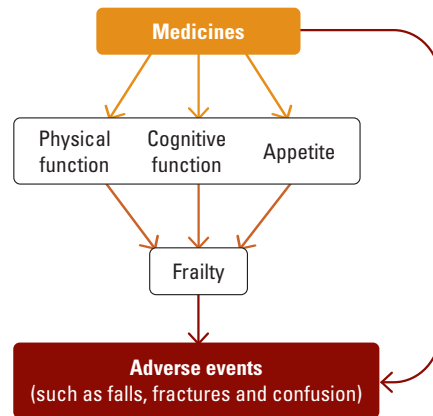 Medicines
Physical
function
Cognitive
function
Appetite
Frailty
Adverse events
(such as falls, fractures and confusion)